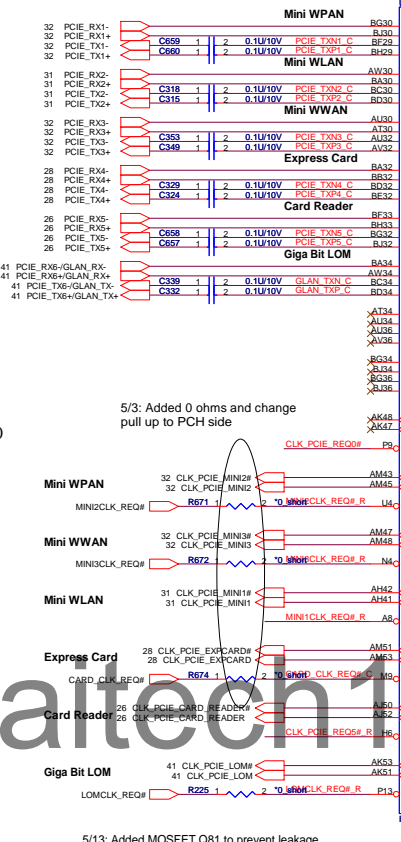 Mini WPAN
32 PCIE_RX1- BG30
32 PCIE_RX1+ BJ30
32 PCIE_TX1- C659 1 2 0.1U/10V PCIE_TXN1_C BF29
32 PCIE_TX1+ C660 1 2 0.1U/10V PCIE_TXP1_C BH29
Mini WLAN
31 PCIE_RX2- AW30
31 PCIE_RX2+ BA30
31 PCIE_TX2- C318 1 2 0.1U/10V PCIE_TXN2_C BC30
31 PCIE_TX2+ C315 1 2 0.1U/10V PCIE_TXP2_C BD30
Mini WWAN
32 PCIE_RX3- AU30
32 PCIE_RX3+ AT30
32 PCIE_TX3- C353 1 2 0.1U/10V PCIE_TXN3_C AU32
32 PCIE_TX3+ C349 1 2 0.1U/10V PCIE_TXP3_C AV32
Express Card
28 PCIE_RX4- BA32
28 PCIE_RX4+ BB32
28 PCIE_TX4- C329 1 2 0.1U/10V PCIE_TXN4_C BD32
28 PCIE_TX4+ C324 1 2 0.1U/10V PCIE_TXP4_C BE32
Card Reader
26 PCIE_RX5- BF33
26 PCIE_RX5+ BH33
26 PCIE_TX5- C658 1 2 0.1U/10V PCIE_TXN5_C BG32
26 PCIE_TX5+ C657 1 2 0.1U/10V PCIE_TXP5_C BJ32
Giga Bit LOM
41 PCIE_RX6-/GLAN_RX- BA34
41 PCIE_RX6+/GLAN_RX+ AW34
41 PCIE_TX6-/GLAN_TX- C339 1 2 0.1U/10V GLAN_TXN_C BC34
41 PCIE_TX6+/GLAN_TX+ C332 1 2 0.1U/10V GLAN_TXP_C BD34
AT34
AU34
AU36
AV36
BG34
BJ34
BG36
BJ36
5/3: Added 0 ohms and change
pull up to PCH side
AK48
AK47
)
CLK_PCIE_REQ0# P9
Mini WPAN
32 CLK_PCIE_MINI2# AM43
32 CLK_PCIE_MINI2 AM45
MINI2CLK_REQ# R671 1 2 *0_short MINI2CLK_REQ#_R U4
Mini WWAN
32 CLK_PCIE_MINI3# AM47
32 CLK_PCIE_MINI3 AM48
MINI3CLK_REQ# R672 1 2 *0_short MINI3CLK_REQ#_R N4
Mini WLAN
31 CLK_PCIE_MINI1# AH42
31 CLK_PCIE_MINI1 AH41
MINI1CLK_REQ#_R A8
Express Card
28 CLK_PCIE_EXPCARD# AM51
28 CLK_PCIE_EXPCARD AM53
CARD_CLK_REQ# R674 1 2 *0_short CARD_CLK_REQ#_C M9
Card Reader
26 CLK_PCIE_CARD_READER# AJ50
26 CLK_PCIE_CARD_READER AJ52
CLK_PCIE_REQ5#_R H6
aitech1
Giga Bit LOM
41 CLK_PCIE_LOM# AK53
41 CLK_PCIE_LOM AK51
LOMCLK_REQ# R225 1 2 *0_short LOMCLK_REQ#_R P13
5/13: Added MOSFET Q81 to prevent leakage